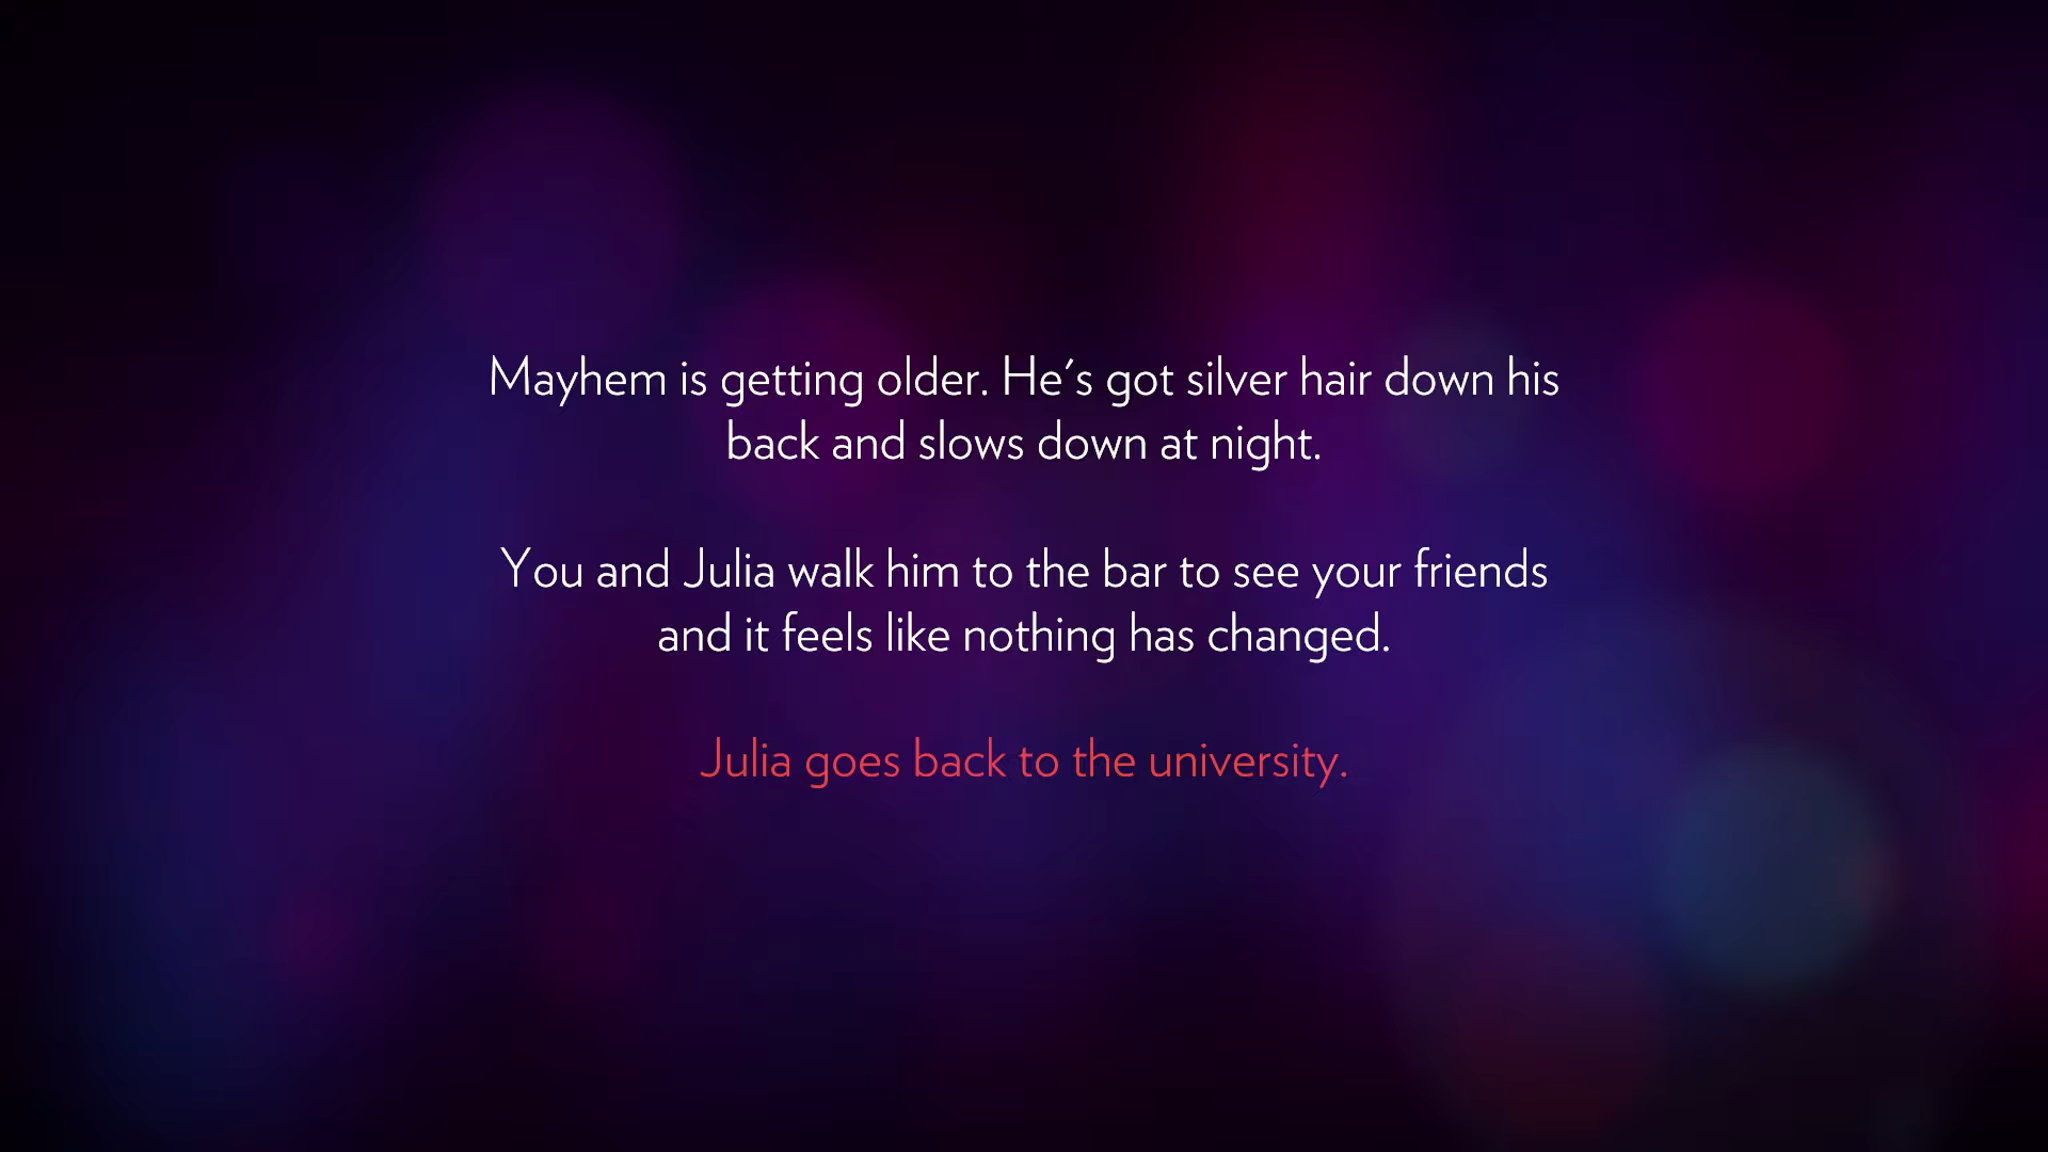 Mayhem is getting older. He's got silver hair down his
back and slows down at night.
You and Julia walk him to the bar to see your friends
and it feels like nothing has changed.
Julia goes back to the university.